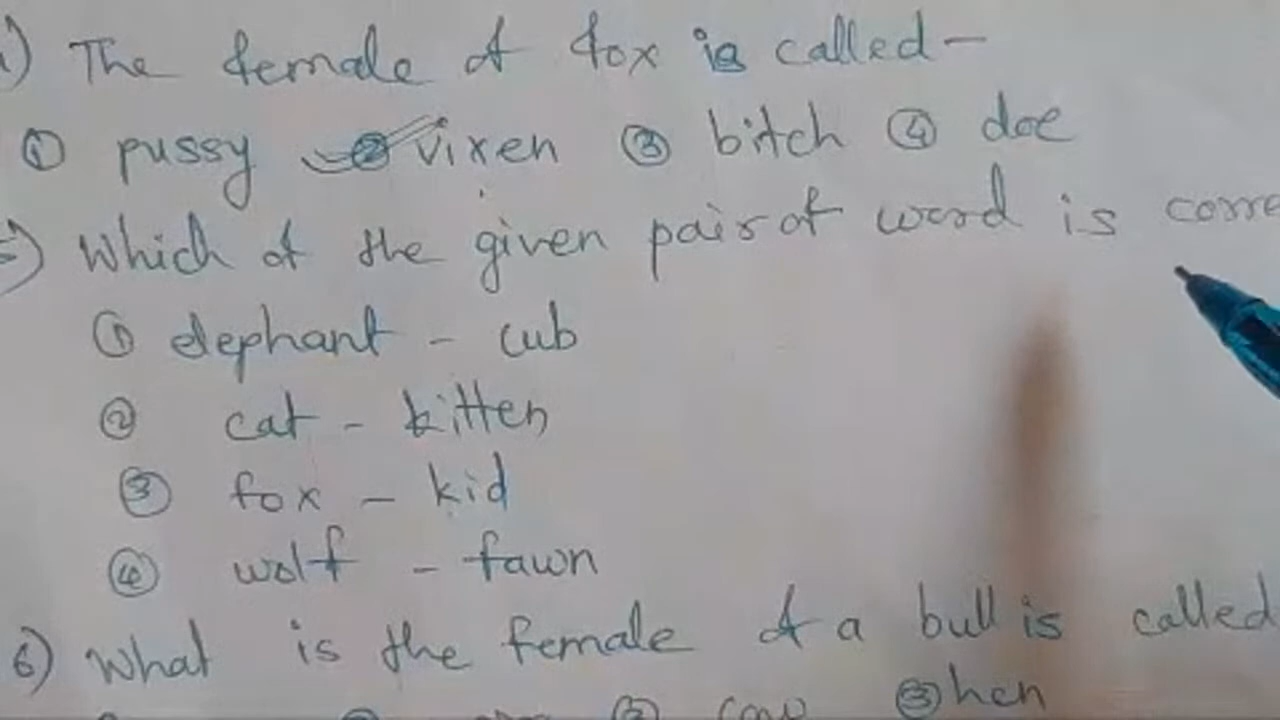 ) The female of fox is called-
① pussy ② vixen ③ bitch ④ doe
5) Which of the given pair of word is corre
① elephant - cub
② cat - kitten
③ fox - kid
④ wolf - fawn
6) What is the female of a bull is called
② cow ③ hen